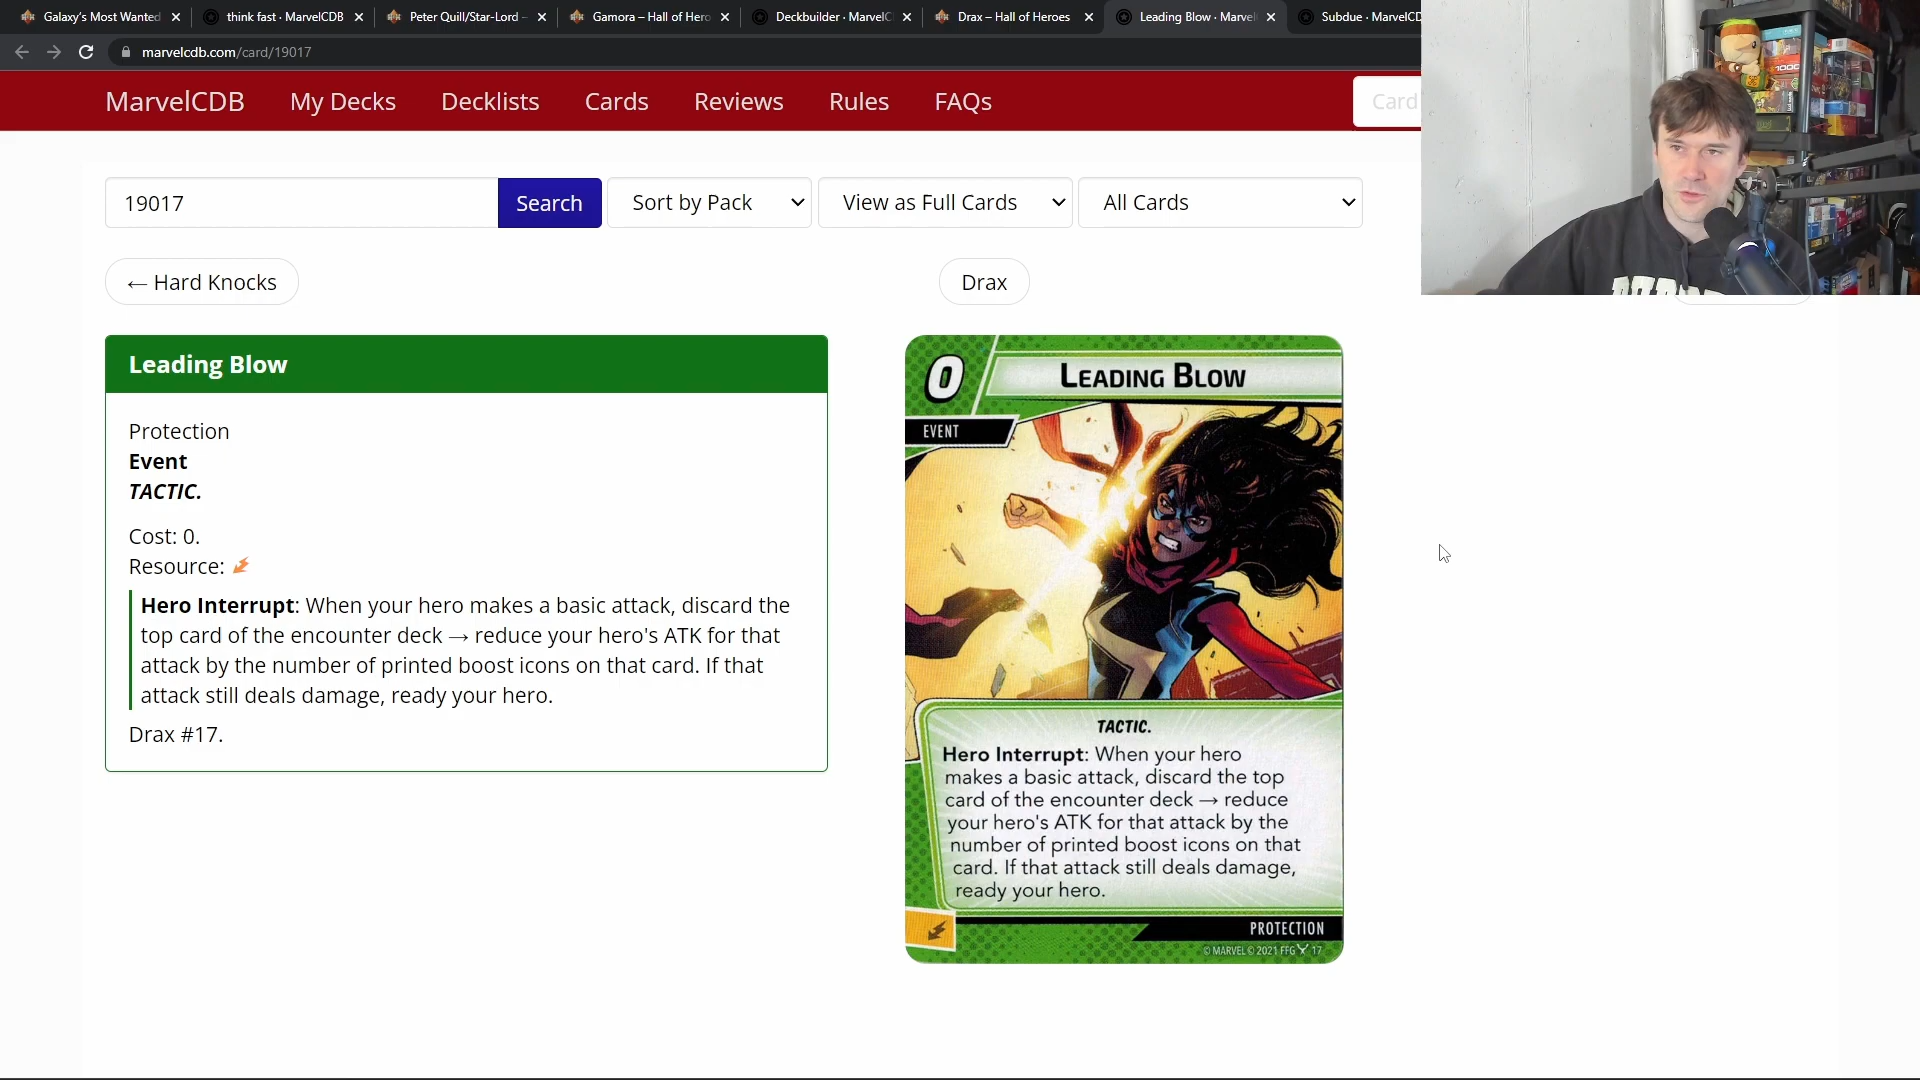 Galaxy's Most Wanted
think fast · MarvelCDB
Peter Quill/Star-Lord –
Gamora – Hall of Hero
Deckbuilder · MarvelC
Drax – Hall of Heroes
Leading Blow · Marvel
Subdue · MarvelCD
marvelcdb.com/card/19017
MarvelCDB
My Decks
Decklists
Cards
Reviews
Rules
FAQs
Card
19017
Search
Sort by Pack
View as Full Cards
All Cards
← Hard Knocks
Drax
Leading Blow
Protection
Event
TACTIC.
Cost: 0.
Resource:
Hero Interrupt: When your hero makes a basic attack, discard the
top card of the encounter deck → reduce your hero's ATK for that
attack by the number of printed boost icons on that card. If that
attack still deals damage, ready your hero.
Drax #17.
0
LEADING BLOW
EVENT
TACTIC.
Hero Interrupt: When your hero
makes a basic attack, discard the top
card of the encounter deck → reduce
your hero's ATK for that attack by the
number of printed boost icons on that
card. If that attack still deals damage,
ready your hero.
PROTECTION
© MARVEL © 2021 FFG 17